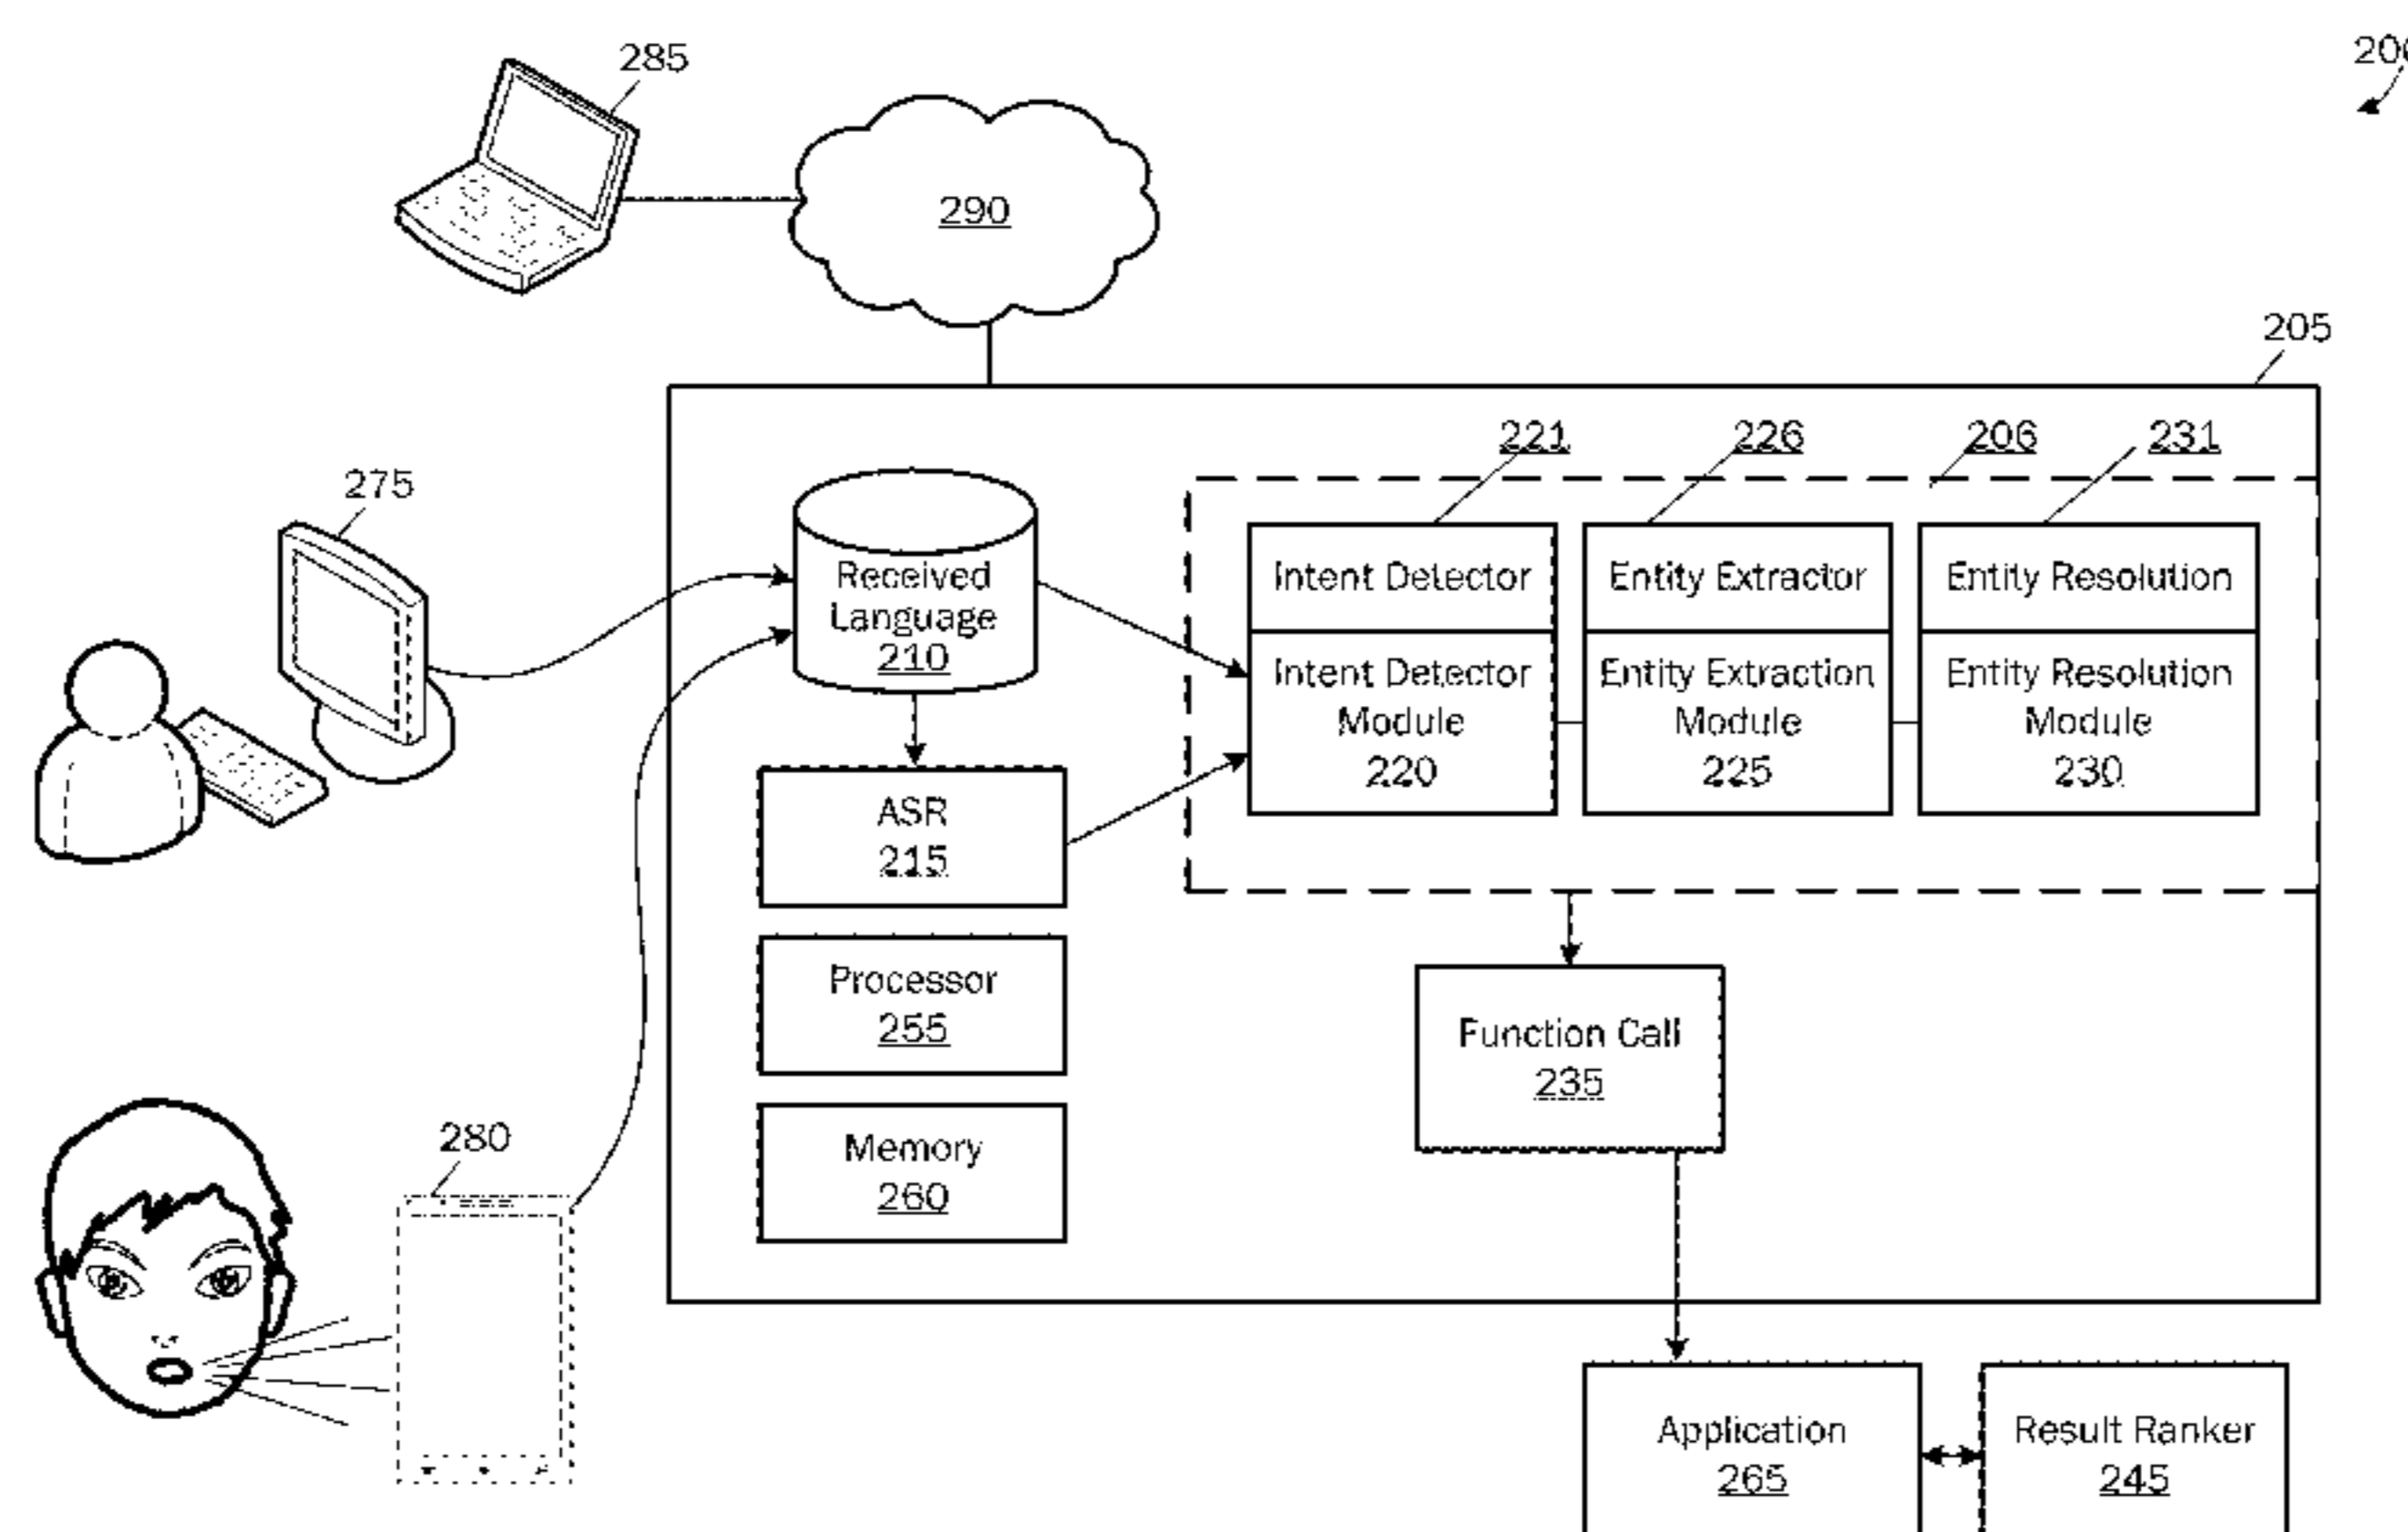 285
200
290
205
221
226
206
231
275
Received
Language
210
Intent Detector
Entity Extractor
Entity Resolution
Intent Detector
Module
220
Entity Extraction
Module
225
Entity Resolution
Module
230
ASR
215
Processor
255
Function Call
235
Memory
260
280
Application
265
Result Ranker
245